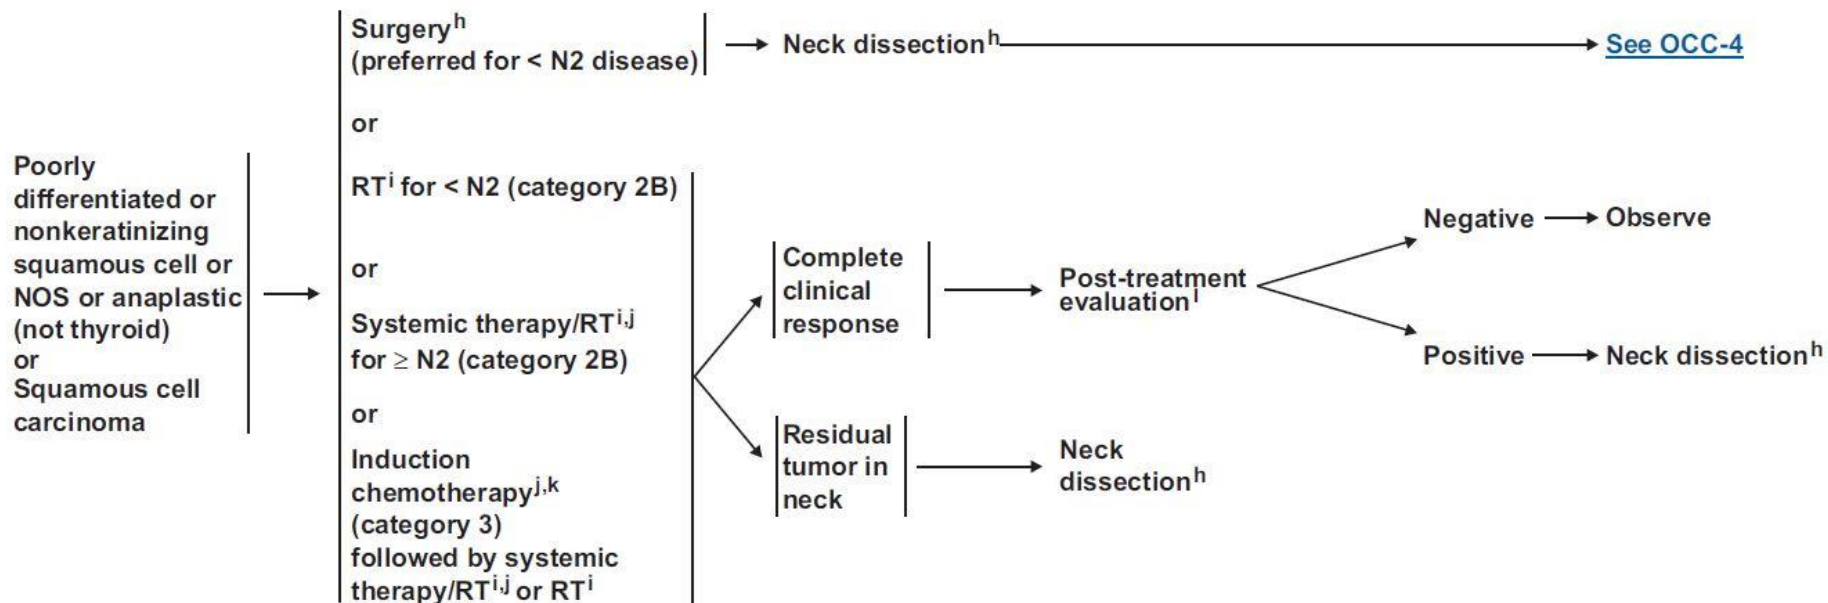 Poorly
differentiated or
nonkeratinizing
squamous cell or
NOS or anaplastic
(not thyroid)
or
Squamous cell
carcinoma
Surgeryh
(preferred for < N2 disease)
or
RTi for < N2 (category 2B)
or
Systemic therapy/RTi,j
for ≥ N2 (category 2B)
or
Induction
chemotherapyj,k
(category 3)
followed by systemic
therapy/RTi,j or RTi
Neck dissectionh
See OCC-4
Complete
clinical
response
Post-treatment
evaluationl
Negative
Observe
Positive
Neck dissectionh
Residual
tumor in
neck
Neck
dissectionh